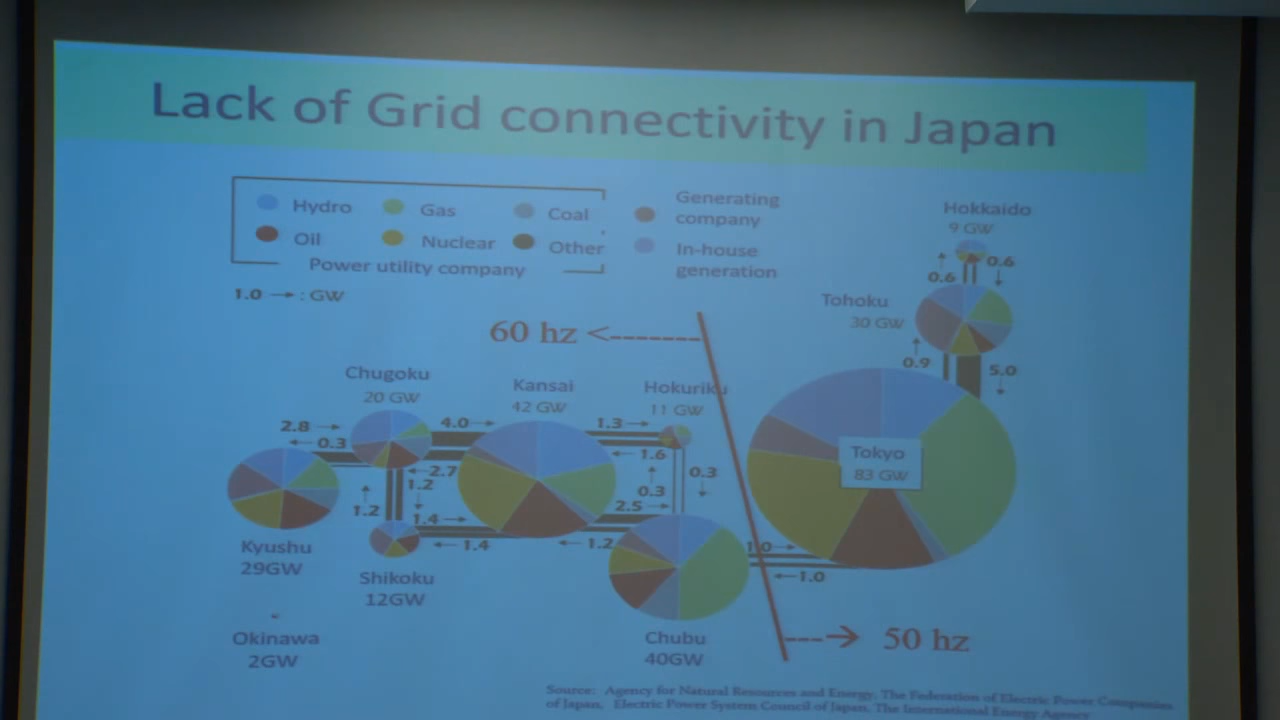 Lack of Grid connectivity in Japan
Hydro
Gas
Coal
Oil
Nuclear
Other
Power utility company
Generating
company
In-house
generation
1.0 → : GW
Hokkaido
9 GW
0.6
0.6
Tohoku
30 GW
0.9
5.0
60 hz <-------
Chugoku
20 GW
Kansai
42 GW
Hokuriku
11 GW
2.8 →
← 0.3
4.0 →
← 2.7
1.3 →
← 1.6
0.3
0.3
1.2
1.2
1.4 →
← 1.4
2.5 →
← 1.2
Tokyo
83 GW
1.0 →
← 1.0
Kyushu
29GW
Shikoku
12GW
Okinawa
2GW
Chubu
40GW
---→ 50 hz
Source: Agency for Natural Resources and Energy, The Federation of Electric Power Companies
of Japan, Electric Power System Council of Japan, The International Energy Agency